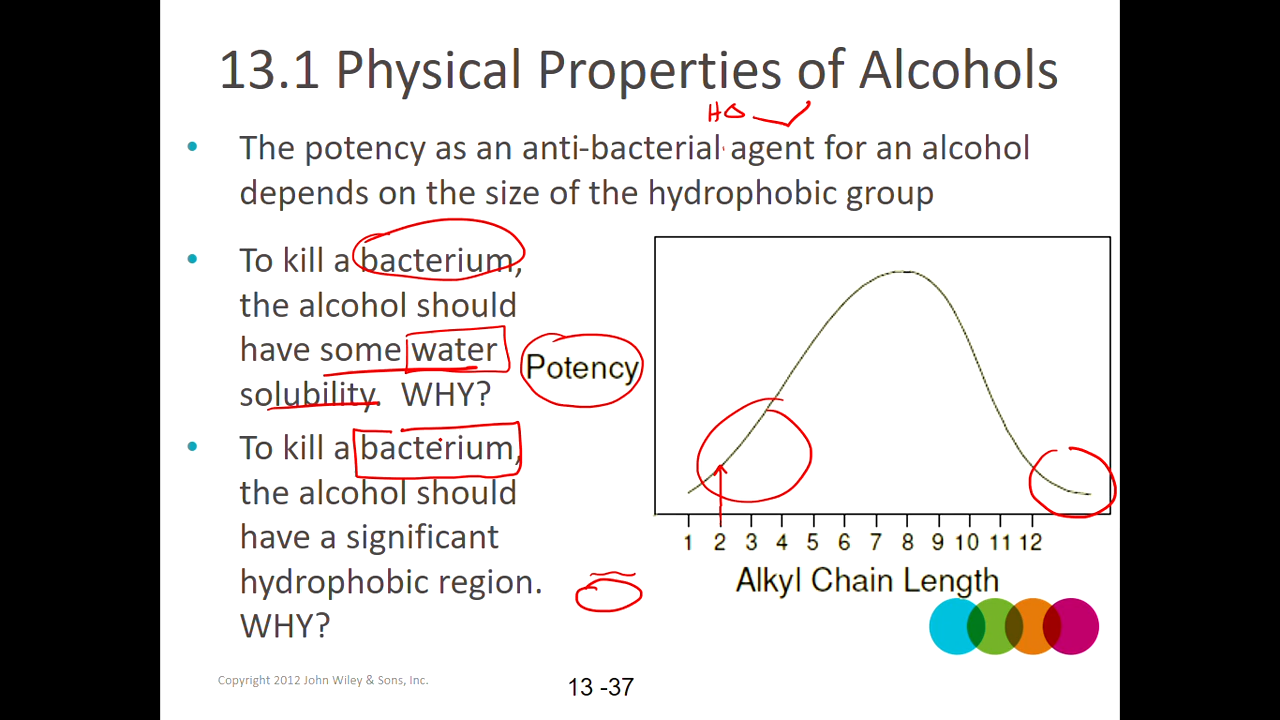 13.1 Physical Properties of Alcohols
HO
The potency as an anti-bacterial agent for an alcohol
depends on the size of the hydrophobic group
To kill a bacterium,
the alcohol should
have some water
solubility. WHY?
To kill a bacterium,
the alcohol should
have a significant
hydrophobic region.
WHY?
Potency
1 2 3 4 5 6 7 8 9 10 11 12
Alkyl Chain Length
Copyright 2012 John Wiley & Sons, Inc.
13 -37